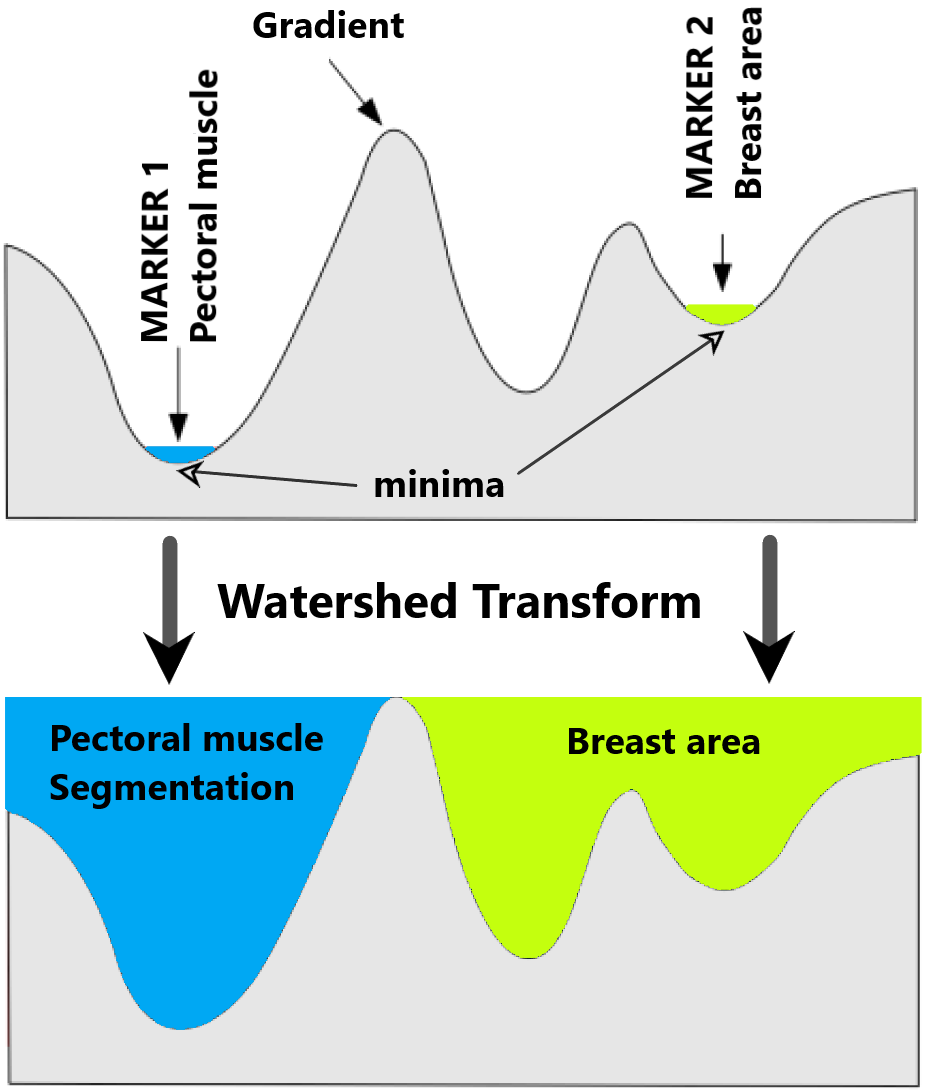 Gradient
MARKER 1
Pectoral muscle
MARKER 2
Breast area
minima
Watershed Transform
Pectoral muscle
Segmentation
Breast area